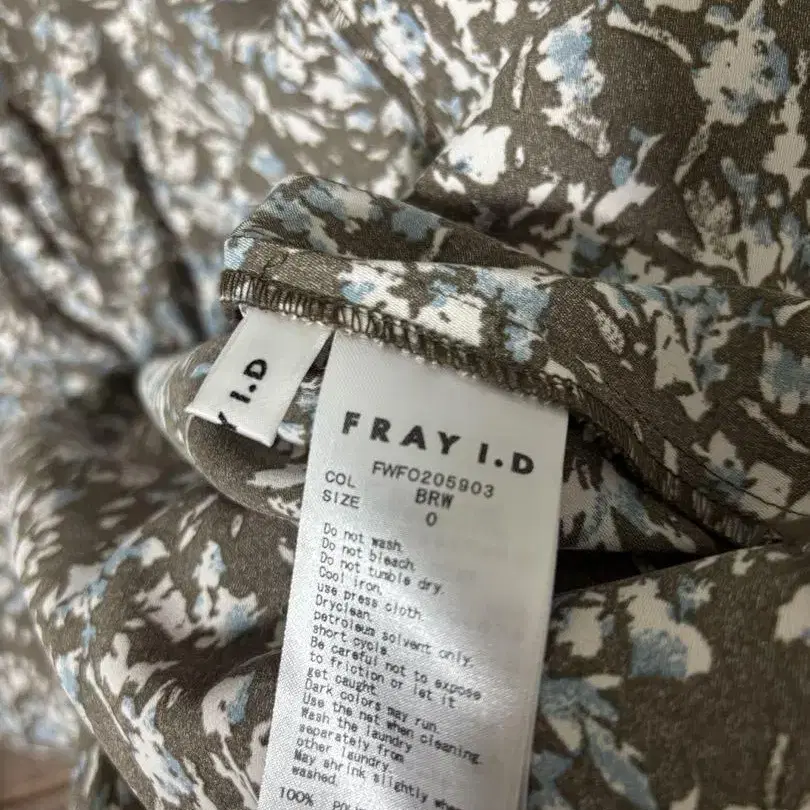 Y I.D
FRAY I.D
FWFO205903
COL BRW
SIZE 0
Do not wash.
Do not bleach.
Do not tumble dry.
Cool iron,
use press cloth.
Dryclean,
petroleum solvent only.
short cycle.
Be careful not to expose
to friction or let it
get caught.
Dark colors may run.
Use the net when cleaning.
Wash the laundry
separately from
other laundry.
May shrink slightly when
washed.
100% POL